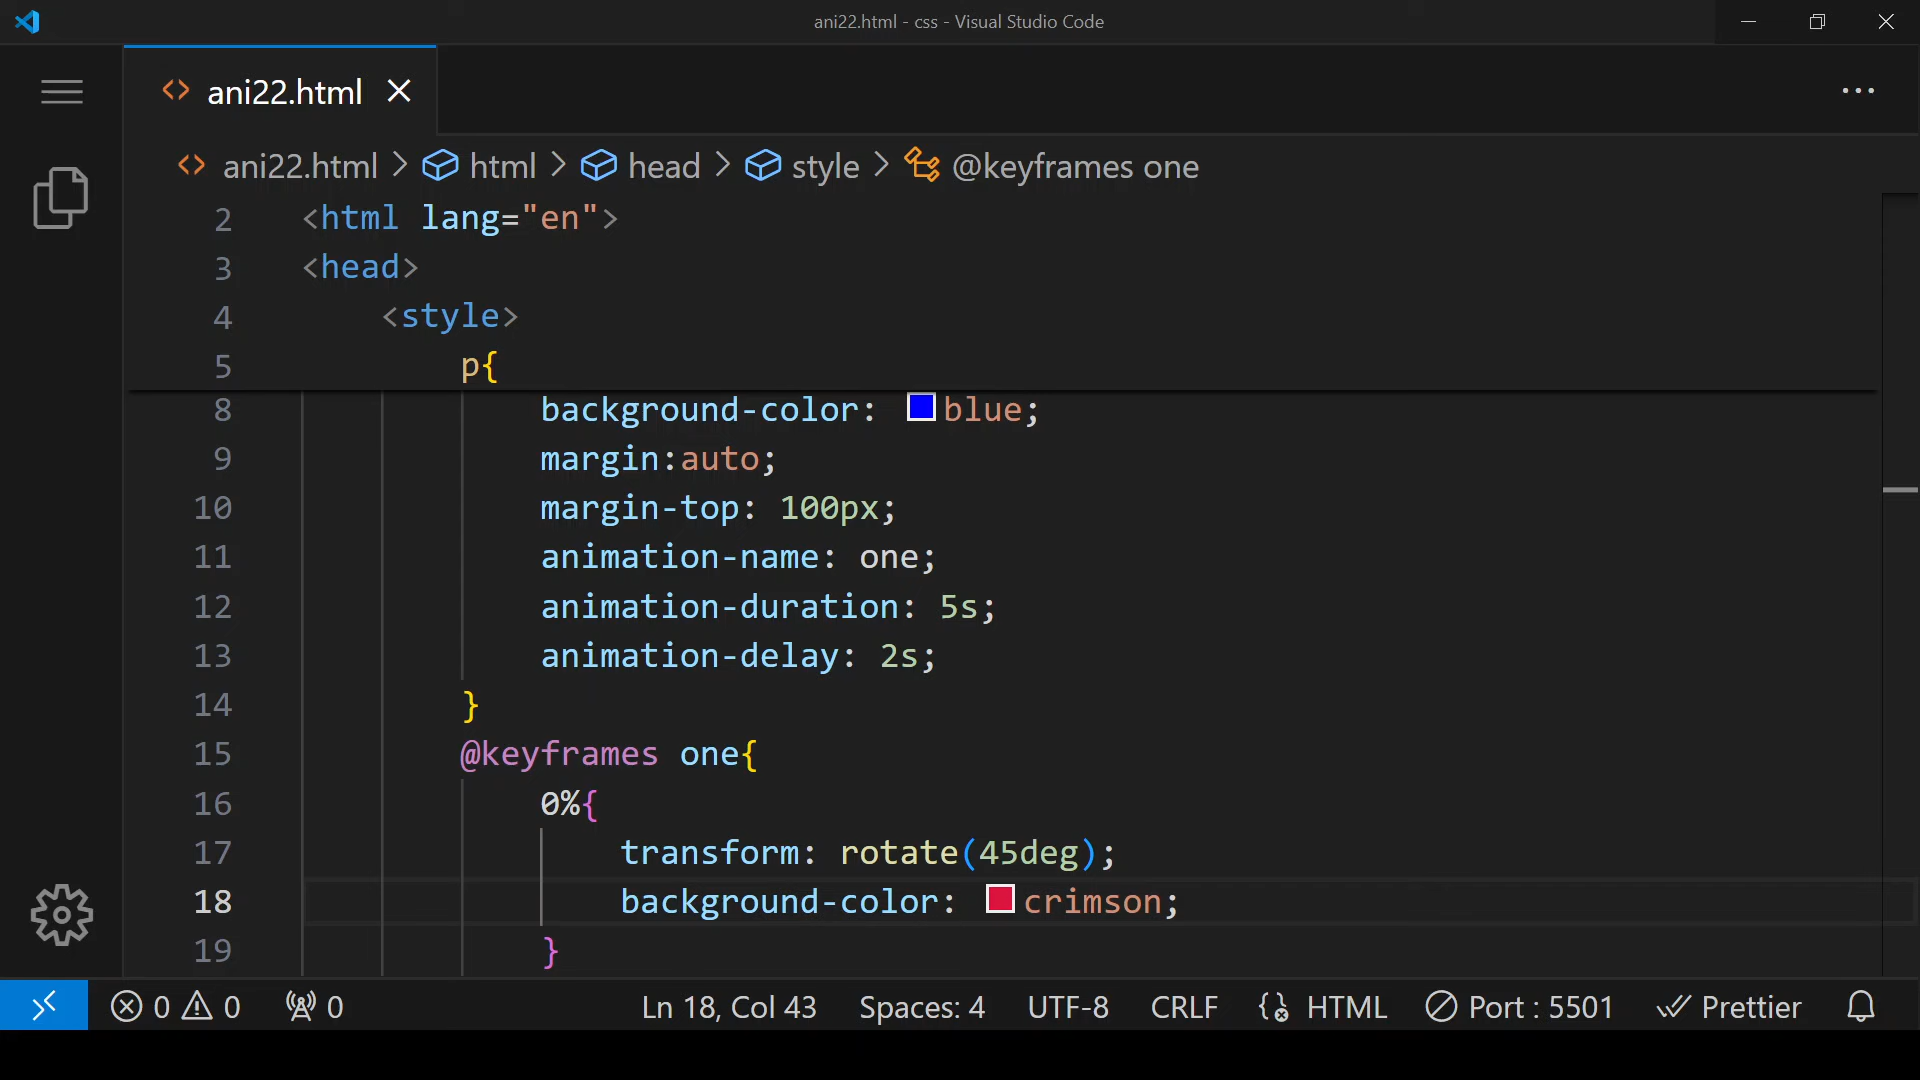 ani22.html - css - Visual Studio Code
ani22.html
ani22.html > html > head > style > @keyframes one
2 <html lang="en">
3 <head>
4 <style>
5 p{
8 background-color: blue;
9 margin:auto;
10 margin-top: 100px;
11 animation-name: one;
12 animation-duration: 5s;
13 animation-delay: 2s;
14 }
15 @keyframes one{
16 0%{
17 transform: rotate(45deg);
18 background-color: crimson;
19 }
0 0 0 Ln 18, Col 43 Spaces: 4 UTF-8 CRLF HTML Port : 5501 Prettier